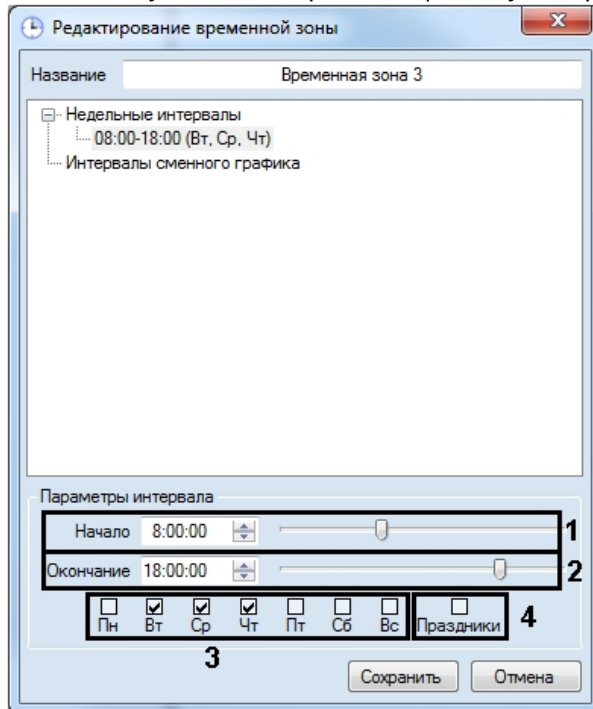 Редактирование временной зоны
Название Временная зона 3
Недельные интервалы
08:00-18:00 (Вт, Ср, Чт)
Интервалы сменного графика
Параметры интервала
Начало 8:00:00 1
Окончание 18:00:00 2
Пн Вт Ср Чт Пт Сб Вс Праздники 4
3
Сохранить Отмена